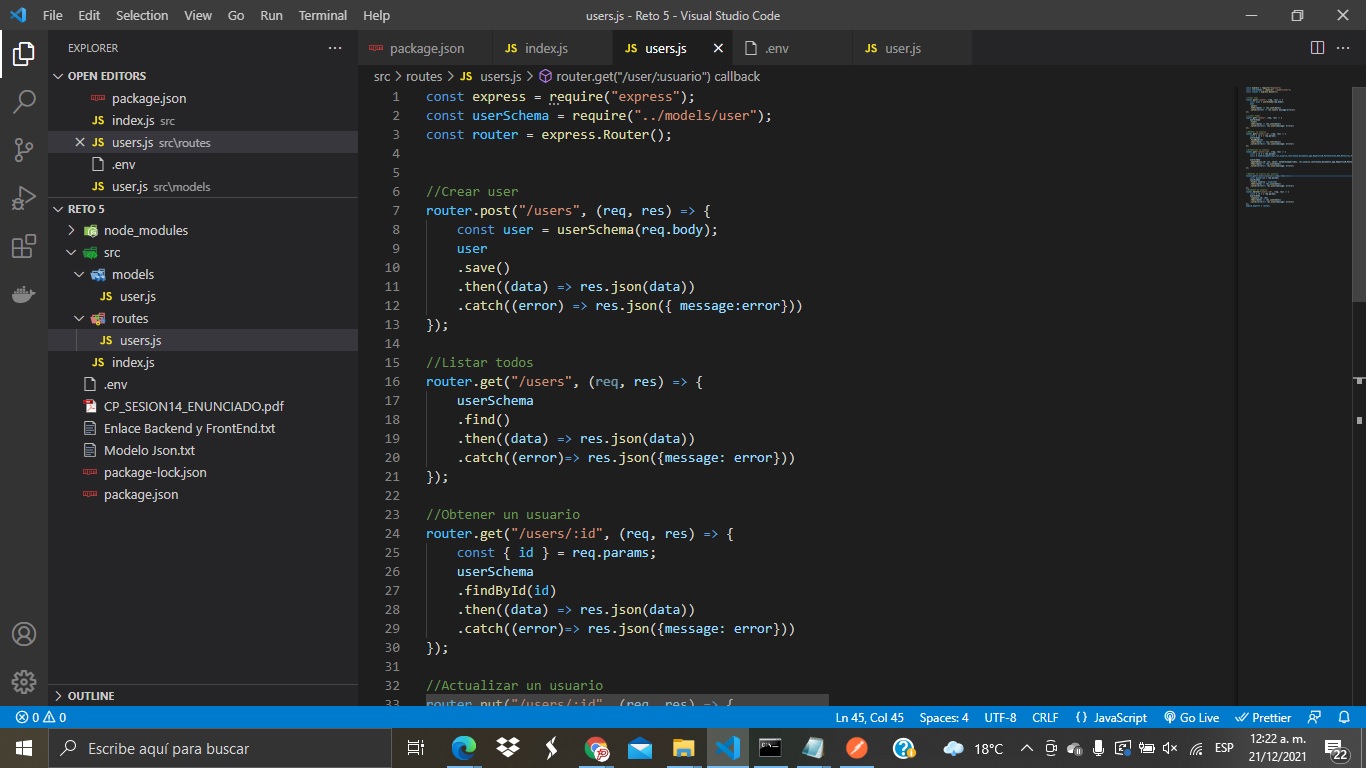 File Edit Selection View Go Run Terminal Help
users.js - Reto 5 - Visual Studio Code
EXPLORER
OPEN EDITORS
package.json
JS index.js src
JS users.js src\routes
.env
JS user.js src\models
RETO 5
node_modules
src
models
JS user.js
routes
JS users.js
JS index.js
.env
CP_SESION14_ENUNCIADO.pdf
Enlace Backend y FrontEnd.txt
Modelo Json.txt
package-lock.json
package.json
OUTLINE
package.json JS index.js JS users.js .env JS user.js
src > routes > JS users.js > router.get("/user/:usuario") callback
1 const express = require("express");
2 const userSchema = require("../models/user");
3 const router = express.Router();
4
5
6 //Crear user
7 router.post("/users", (req, res) => {
8 const user = userSchema(req.body);
9 user
10 .save()
11 .then((data) => res.json(data))
12 .catch((error) => res.json({ message:error}))
13 });
14
15 //Listar todos
16 router.get("/users", (req, res) => {
17 userSchema
18 .find()
19 .then((data) => res.json(data))
20 .catch((error)=> res.json({message: error}))
21 });
22
23 //Obtener un usuario
24 router.get("/users/:id", (req, res) => {
25 const { id } = req.params;
26 userSchema
27 .findById(id)
28 .then((data) => res.json(data))
29 .catch((error)=> res.json({message: error}))
30 });
31
32 //Actualizar un usuario
33 router.put("/users/:id", (req, res) => {
0 0
Ln 45, Col 45 Spaces: 4 UTF-8 CRLF {} JavaScript Go Live Prettier
Escribe aquí para buscar
18°C
ESP
12:22 a. m.
21/12/2021
22